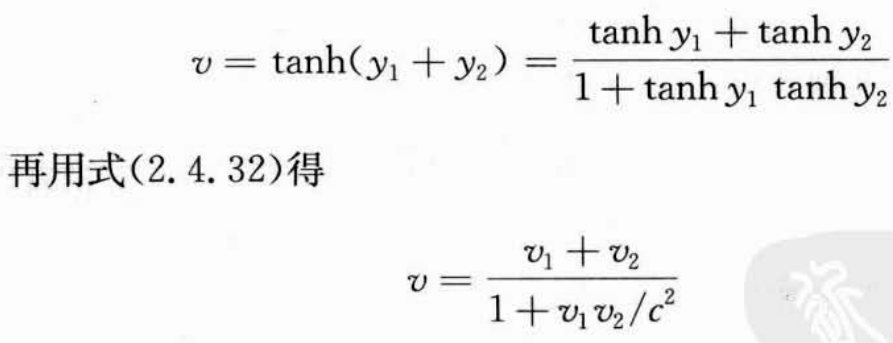 v = tanh(y₁ + y₂) = (tanh y₁ + tanh y₂) / (1 + tanh y₁ tanh y₂)
再用式(2.4.32)得
v = (v₁ + v₂) / (1 + v₁v₂/c²)